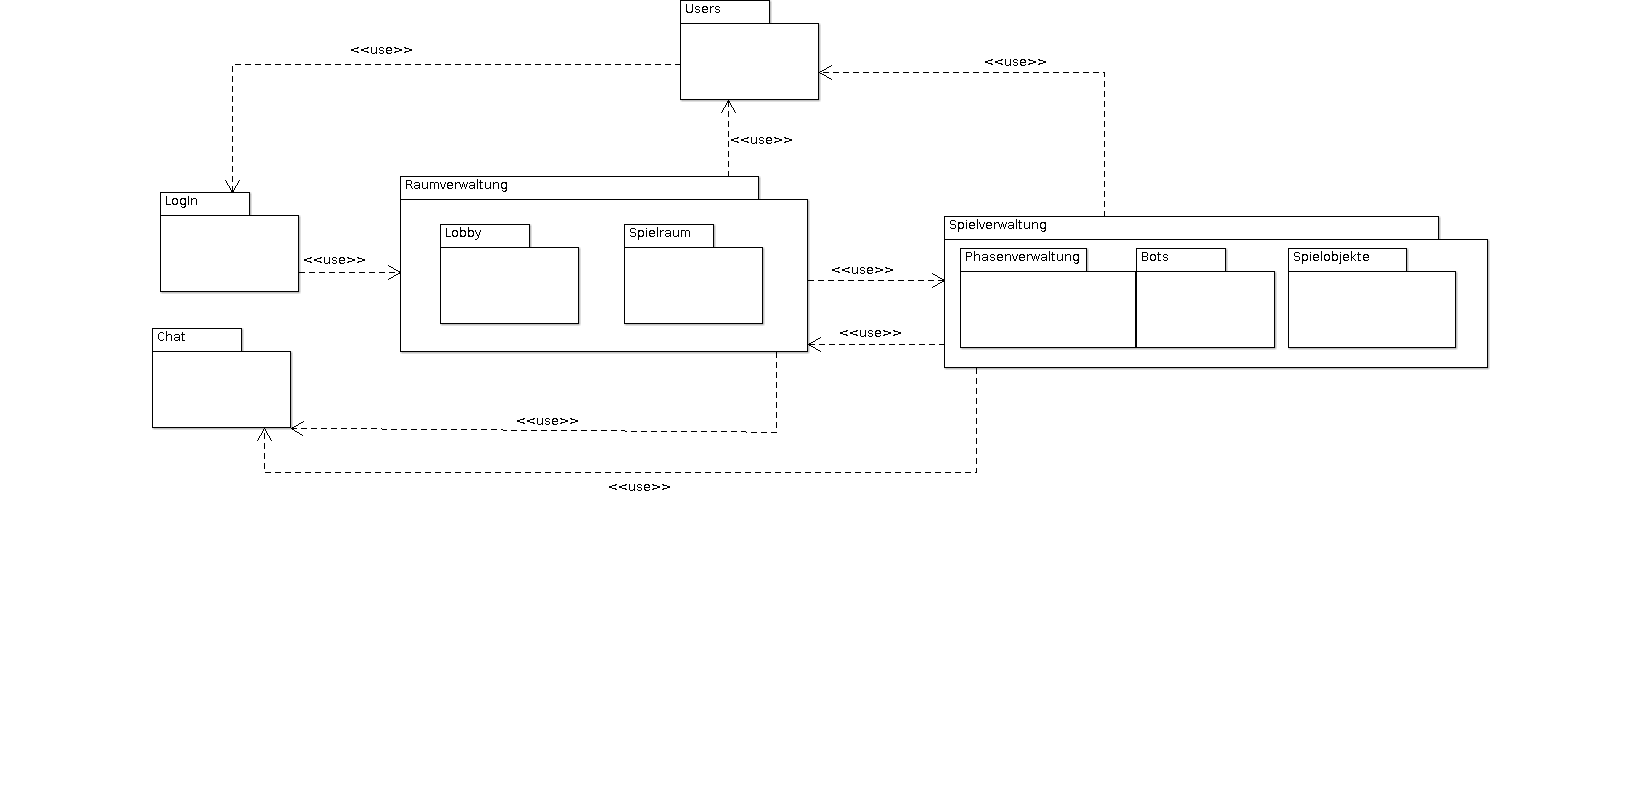 Users
<<use>>
<<use>>
<<use>>
Raumverwaltung
LogIn
Lobby
Spielraum
Spielverwaltung
Phasenverwaltung
Bots
Spielobjekte
<<use>>
<<use>>
<<use>>
Chat
<<use>>
<<use>>